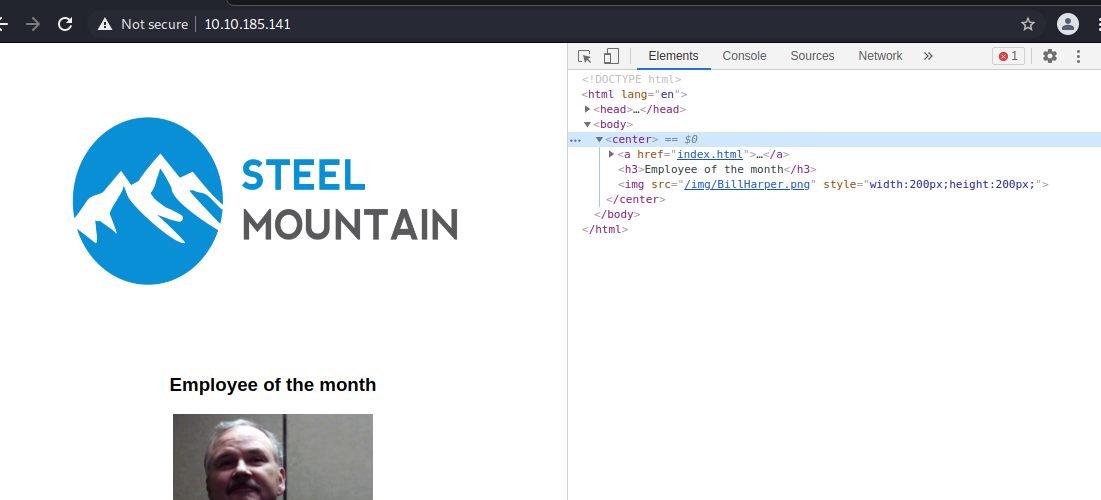 Not secure | 10.10.185.141
Elements Console Sources Network » 1
<!DOCTYPE html>
<html lang="en">
<head>…</head>
<body>
<center> == $0
<a href="index.html">…</a>
<h3>Employee of the month</h3>
<img src="/img/BillHarper.png" style="width:200px;height:200px;">
</center>
</body>
</html>
STEEL
MOUNTAIN
Employee of the month